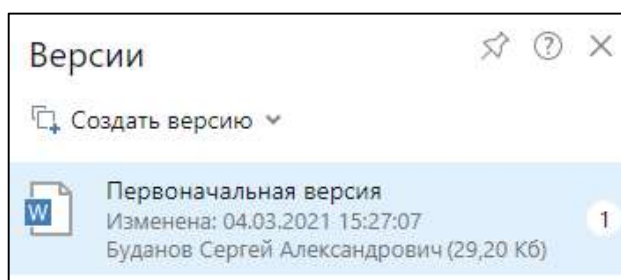 Версии
Создать версию
Первоначальная версия
Изменена: 04.03.2021 15:27:07
1
Буданов Сергей Александрович (29,20 Кб)